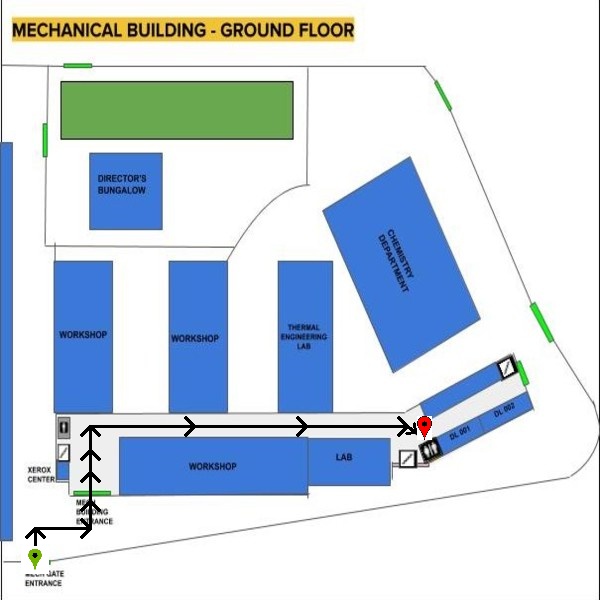 MECHANICAL BUILDING - GROUND FLOOR
DIRECTOR'S
BUNGALOW
CHEMISTRY
DEPARTMENT
WORKSHOP
WORKSHOP
THERMAL
ENGINEERING
LAB
DL 002
DL 001
WORKSHOP
LAB
XEROX
CENTER
MECH
BUILDING
ENTRANCE
MECH GATE
ENTRANCE